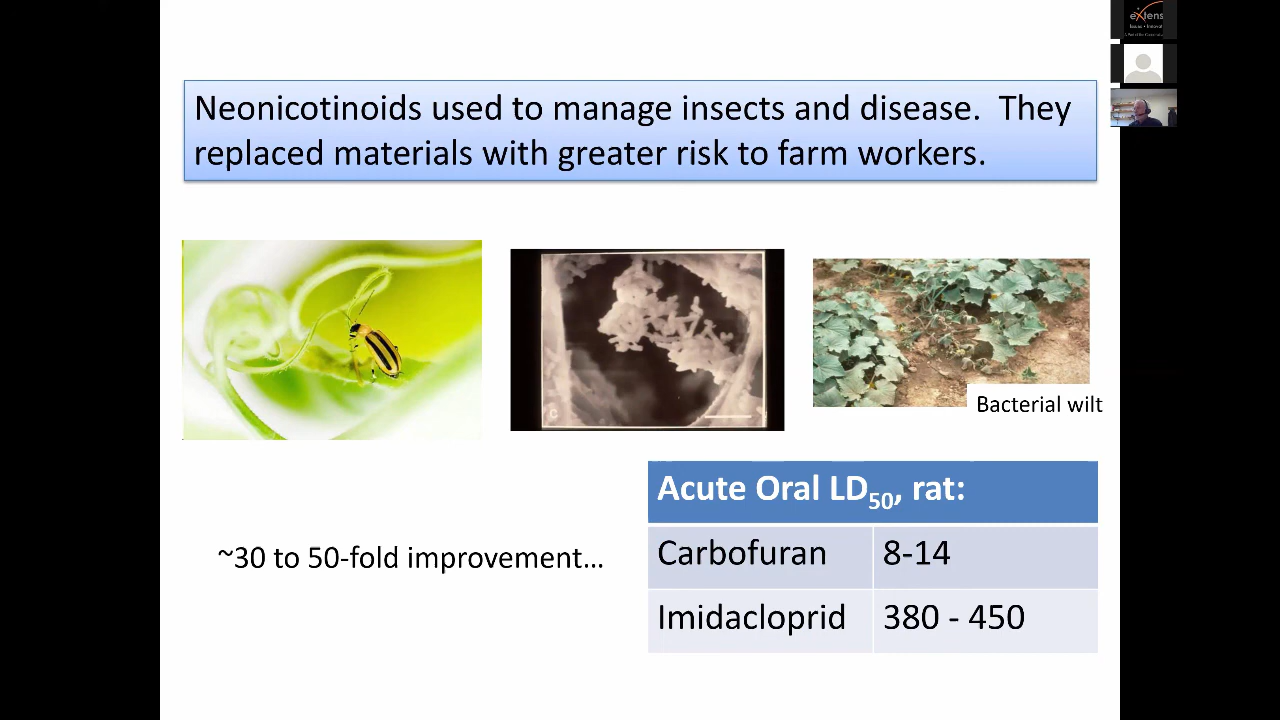 eXtens
Neonicotinoids used to manage insects and disease.  They
replaced materials with greater risk to farm workers.
C
Bacterial wilt
Acute Oral LD50, rat:
~30 to 50-fold improvement...
Carbofuran
8-14
Imidacloprid
380 - 450